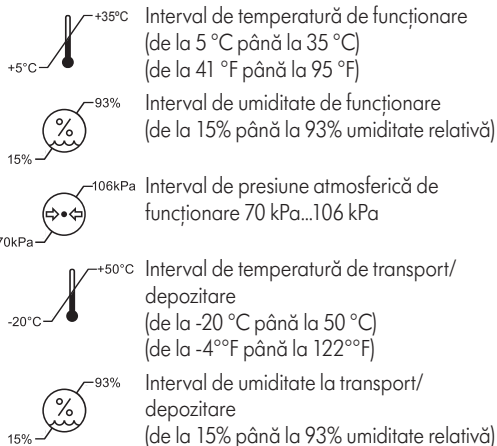 +35°C
+5°C
Interval de temperatură de funcționare
(de la 5 °C până la 35 °C)
(de la 41 °F până la 95 °F)
93%
15%
Interval de umiditate de funcționare
(de la 15% până la 93% umiditate relativă)
106kPa
70kPa
Interval de presiune atmosferică de
funcționare 70 kPa...106 kPa
+50°C
-20°C
Interval de temperatură de transport/
depozitare
(de la -20 °C până la 50 °C)
(de la -4°°F până la 122°°F)
93%
15%
Interval de umiditate la transport/
depozitare
(de la 15% până la 93% umiditate relativă)